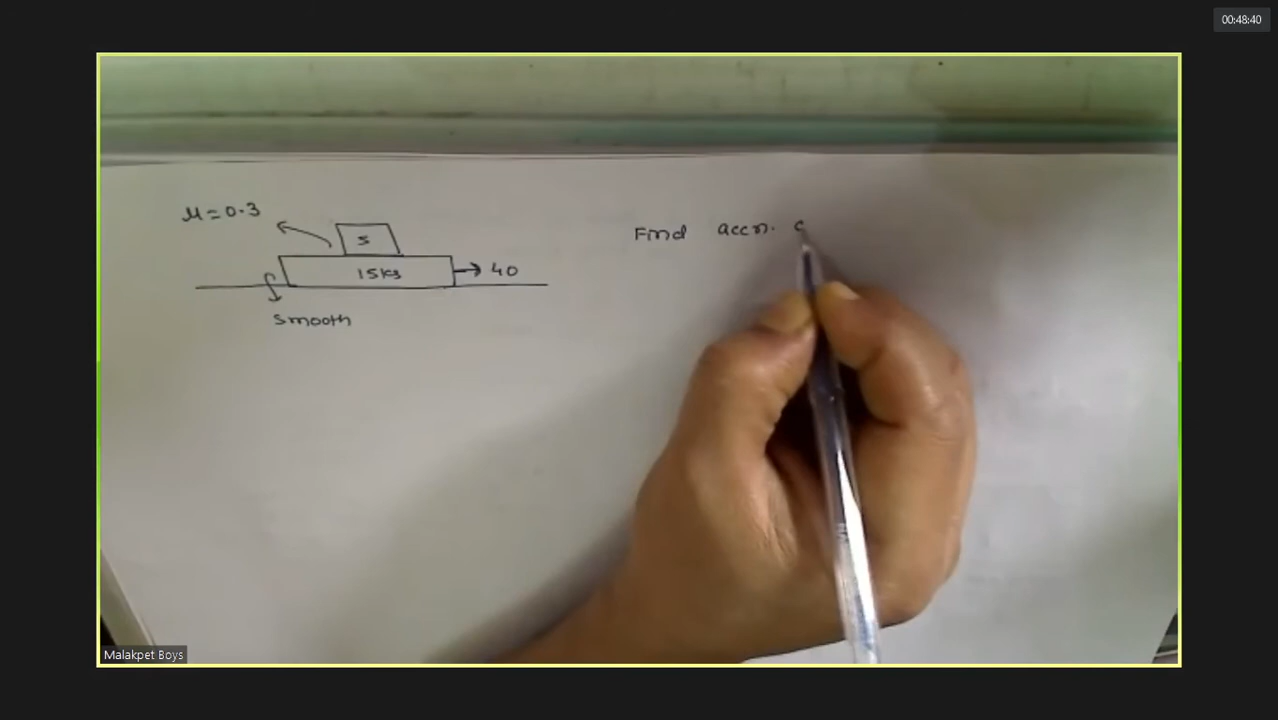 00:48:40
μ = 0.3
5
15kg → 40
Smooth
Find accn.
Malakpet Boys